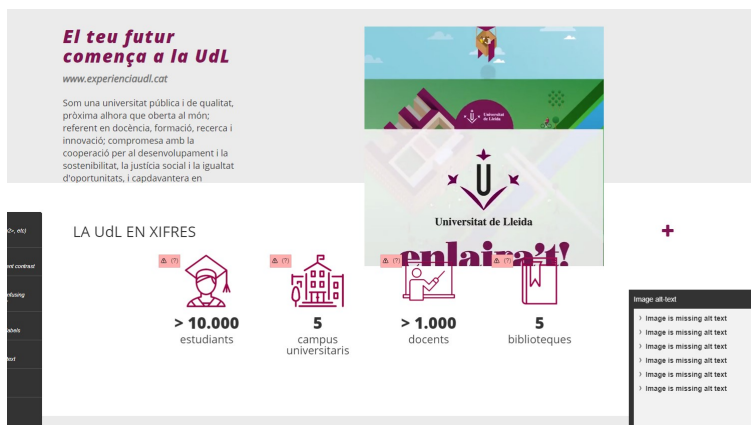 El teu futur
comença a la UdL
www.experienciaudl.cat
Som una universitat pública i de qualitat,
pròxima alhora que oberta al món;
referent en docència, formació, recerca i
innovació; compromesa amb la
cooperació per al desenvolupament i la
sostenibilitat, la justícia social i la igualtat
d'oportunitats, i capdavantera en
Universitat
de Lleida
Universitat de Lleida
enlaira't!
LA UdL EN XIFRES
+
(?)
(?)
(?)
(?)
> 10.000
estudiants
5
campus
universitaris
> 1.000
docents
5
biblioteques
etc)
contrast
text
Image alt-text
Image is missing alt text
Image is missing alt text
Image is missing alt text
Image is missing alt text
Image is missing alt text
Image is missing alt text